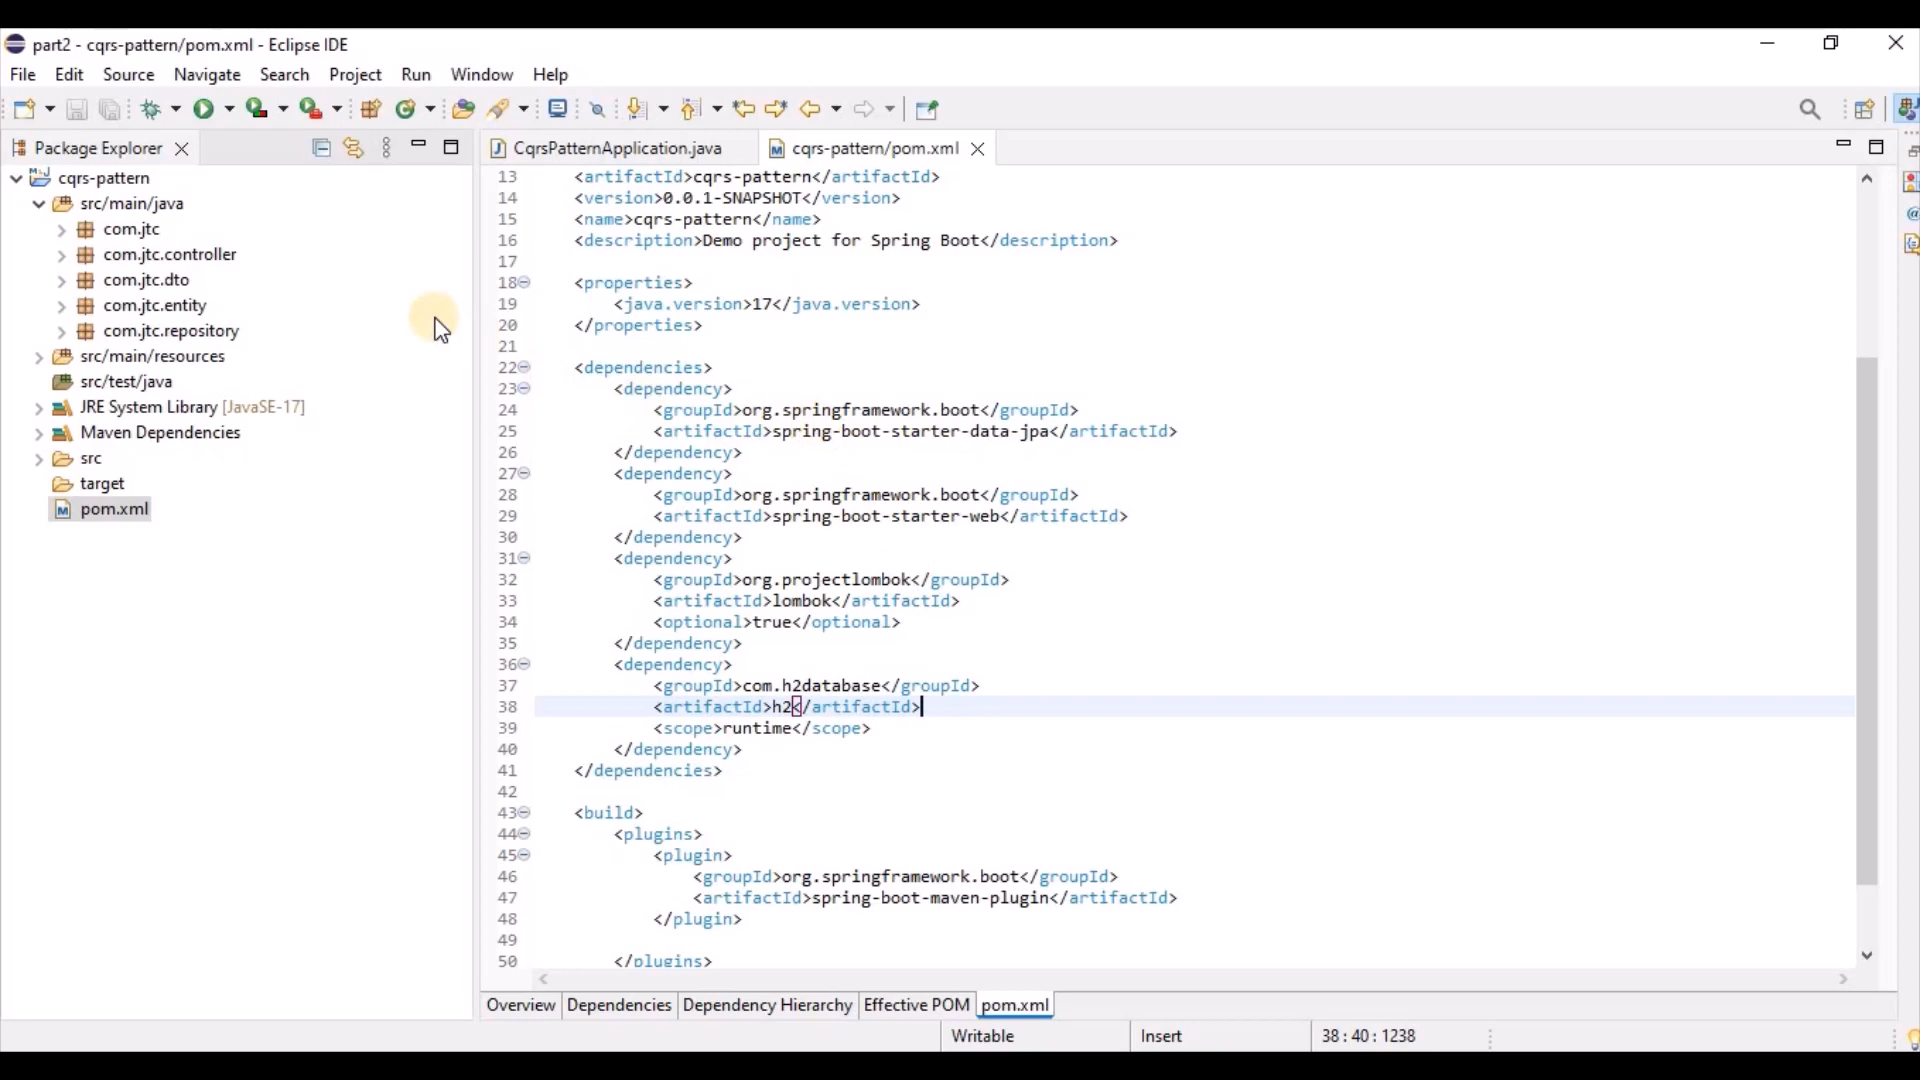 part2 - cqrs-pattern/pom.xml - Eclipse IDE
File Edit Source Navigate Search Project Run Window Help
Package Explorer
cqrs-pattern
src/main/java
com.jtc
com.jtc.controller
com.jtc.dto
com.jtc.entity
com.jtc.repository
src/main/resources
src/test/java
JRE System Library [JavaSE-17]
Maven Dependencies
src
target
pom.xml
CqrsPatternApplication.java
cqrs-pattern/pom.xml
13 <artifactId>cqrs-pattern</artifactId>
14 <version>0.0.1-SNAPSHOT</version>
15 <name>cqrs-pattern</name>
16 <description>Demo project for Spring Boot</description>
17
18 <properties>
19 <java.version>17</java.version>
20 </properties>
21
22 <dependencies>
23 <dependency>
24 <groupId>org.springframework.boot</groupId>
25 <artifactId>spring-boot-starter-data-jpa</artifactId>
26 </dependency>
27 <dependency>
28 <groupId>org.springframework.boot</groupId>
29 <artifactId>spring-boot-starter-web</artifactId>
30 </dependency>
31 <dependency>
32 <groupId>org.projectlombok</groupId>
33 <artifactId>lombok</artifactId>
34 <optional>true</optional>
35 </dependency>
36 <dependency>
37 <groupId>com.h2database</groupId>
38 <artifactId>h2</artifactId>
39 <scope>runtime</scope>
40 </dependency>
41 </dependencies>
42
43 <build>
44 <plugins>
45 <plugin>
46 <groupId>org.springframework.boot</groupId>
47 <artifactId>spring-boot-maven-plugin</artifactId>
48 </plugin>
49
50 </plugins>
Overview Dependencies Dependency Hierarchy Effective POM pom.xml
Writable Insert 38 : 40 : 1238